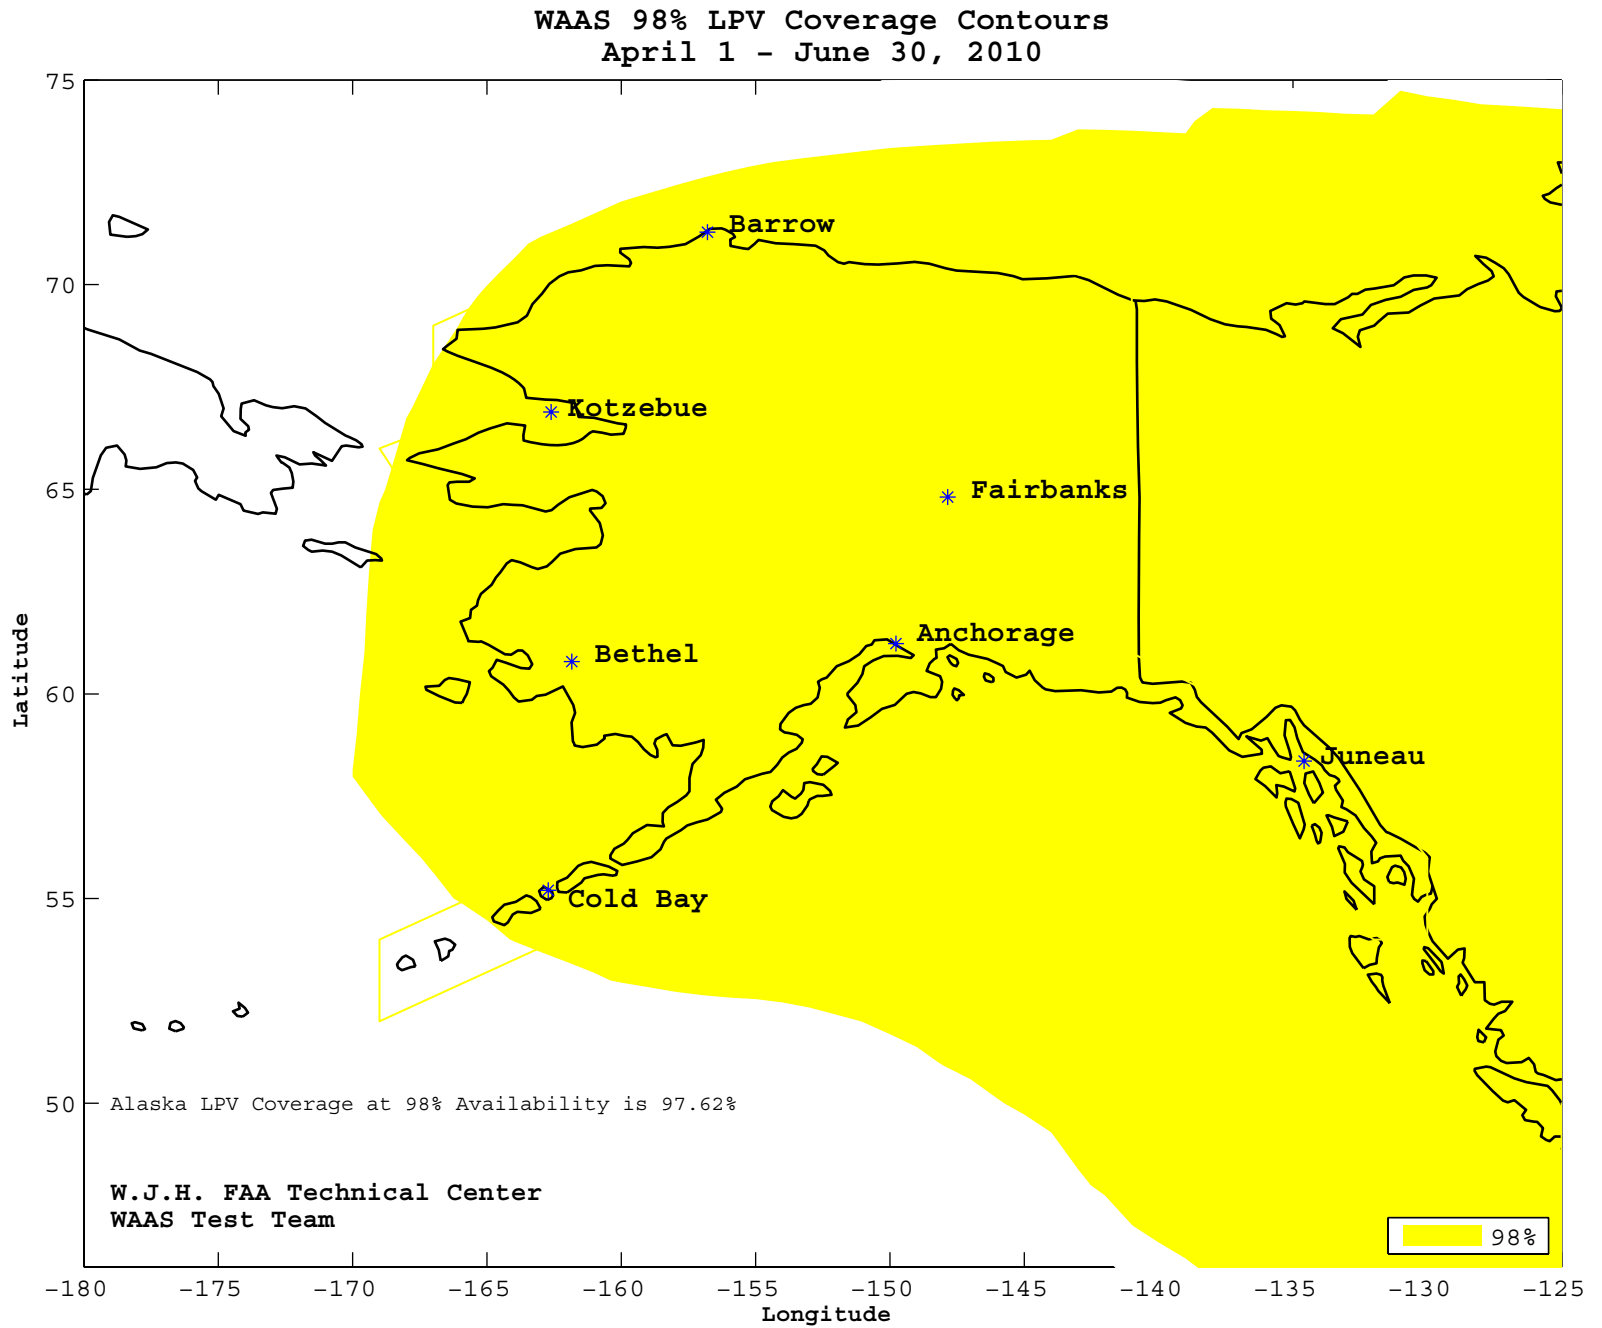 WAAS 98% LPV Coverage Contours
April 1 – June 30, 2010
75
70
65
60
55
50
Latitude
Barrow
Kotzebue
Fairbanks
Anchorage
Bethel
Juneau
Cold Bay
Alaska LPV Coverage at 98% Availability is 97.62%
W.J.H. FAA Technical Center
WAAS Test Team
98%
−180 −175 −170 −165 −160 −155 −150 −145 −140 −135 −130 −125
Longitude